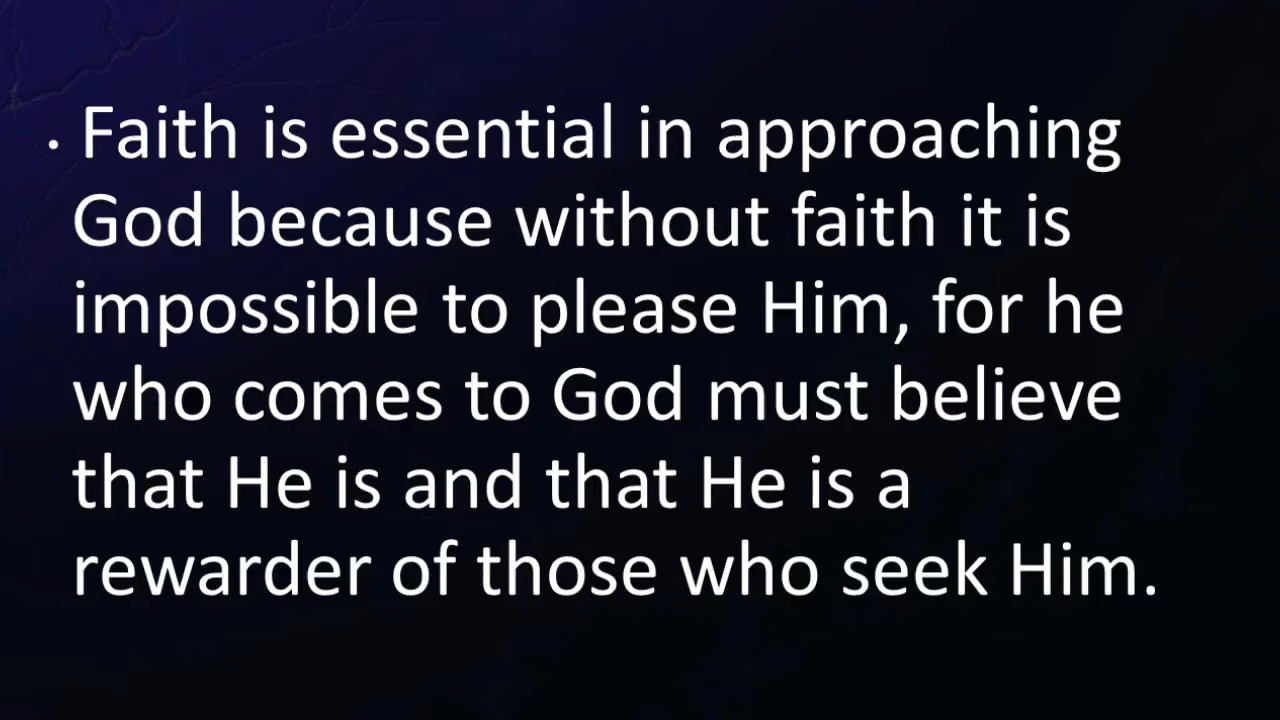 • Faith is essential in approaching
God because without faith it is
impossible to please Him, for he
who comes to God must believe
that He is and that He is a
rewarder of those who seek Him.